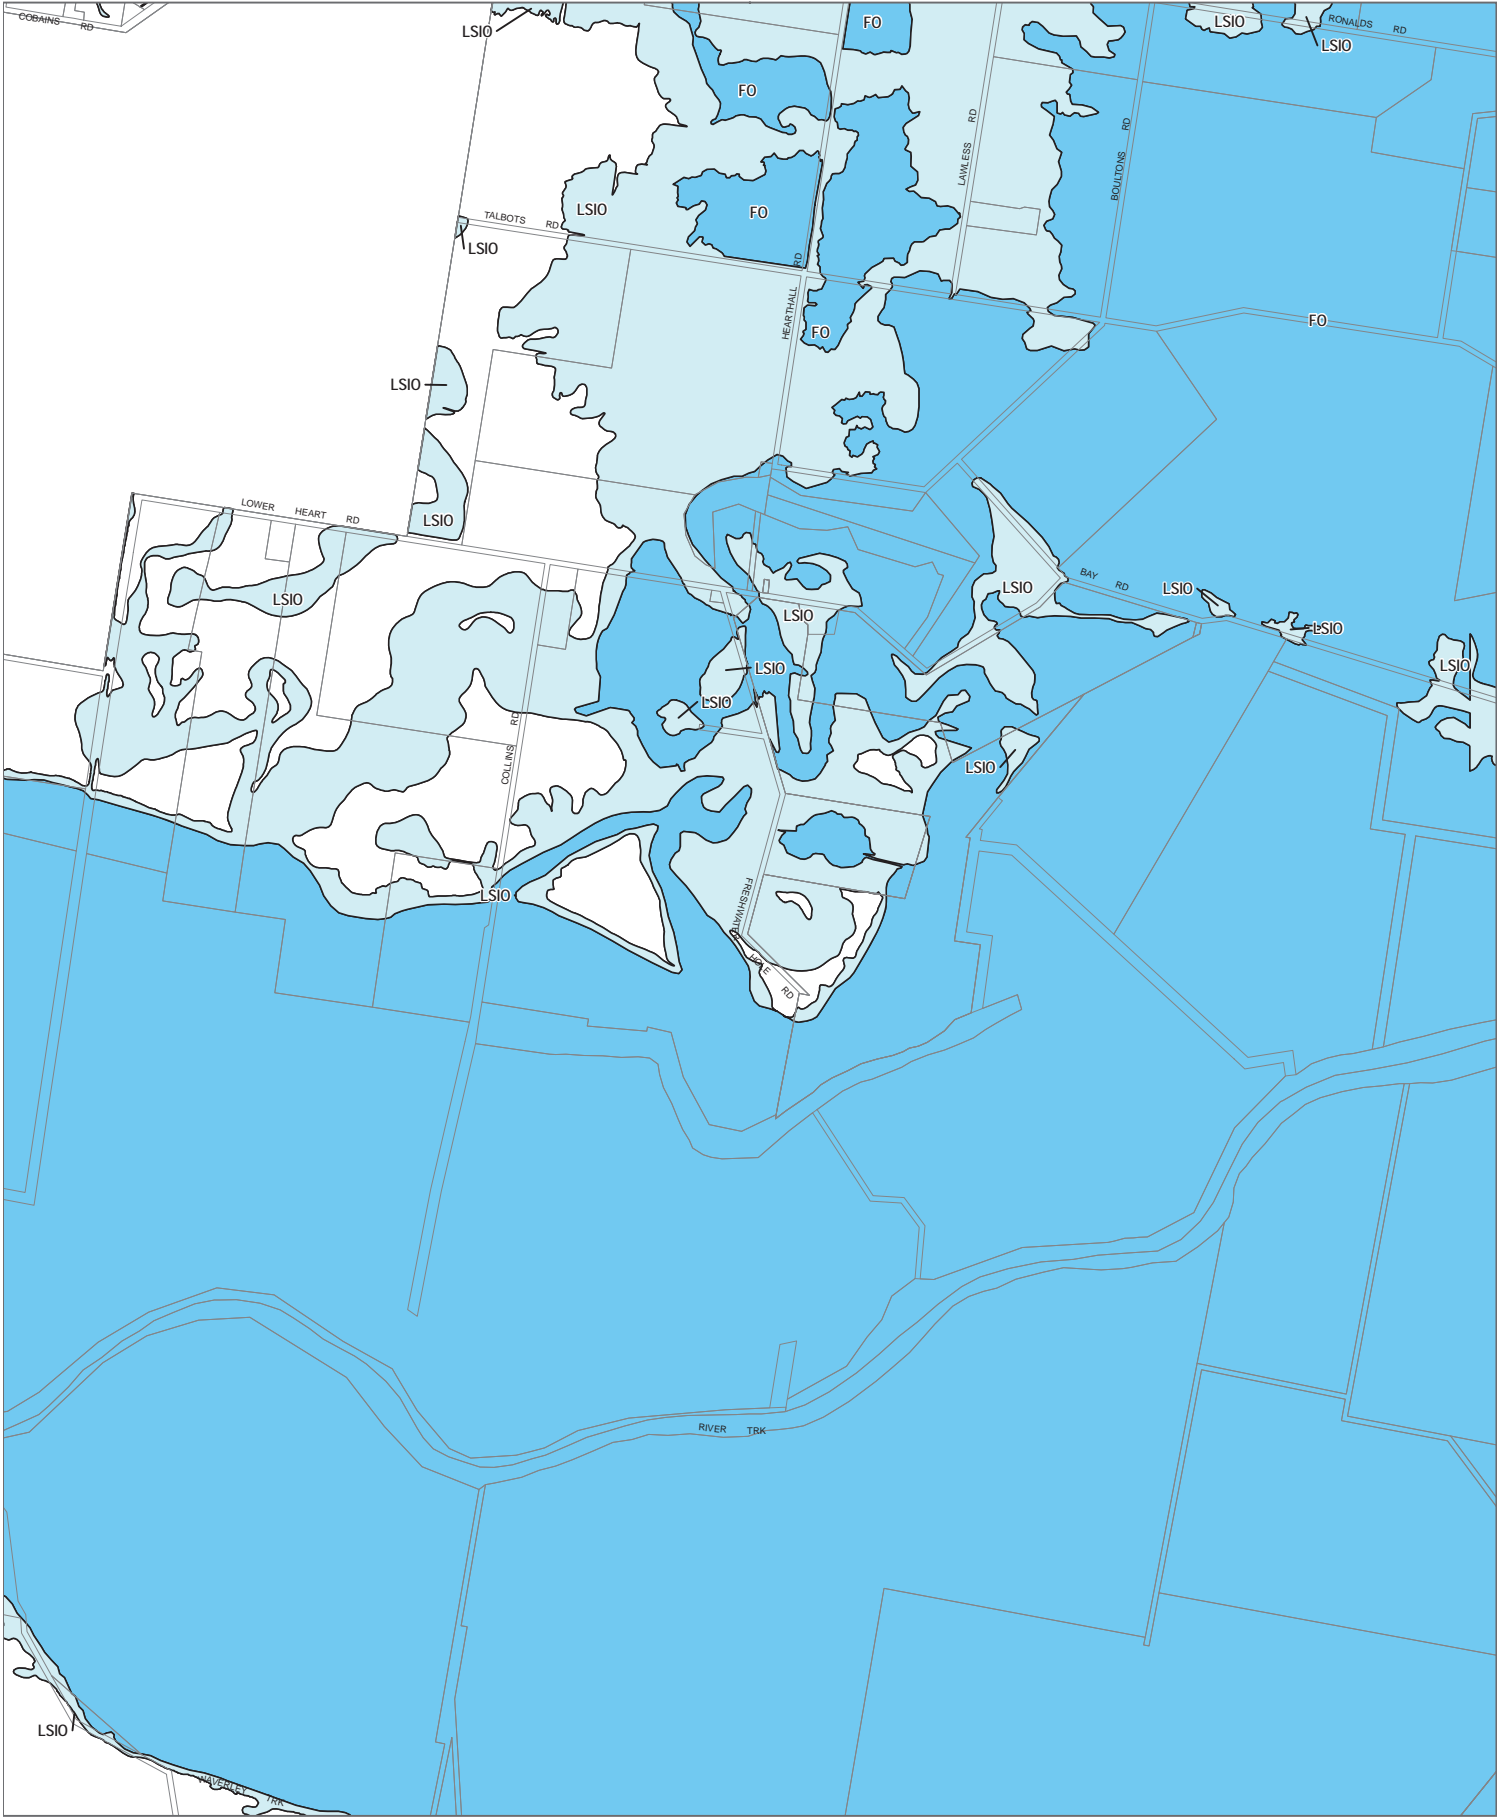 COBAINS RD
LSIO
FO
LSIO
RONALDS RD
LSIO
FO
LAWLESS RD
BOULTONS RD
LSIO
FO
TALBOTS RD
LSIO
HEARTHALL RD
FO
FO
LSIO
LOWER HEART RD
LSIO
LSIO
LSIO
LSIO
BAY RD
LSIO
LSIO
LSIO
LSIO
LSIO
COLLINS RD
LSIO
LSIO
FRESHWATER HOLE RD
RIVER TRK
LSIO
WAVERLEY TRK